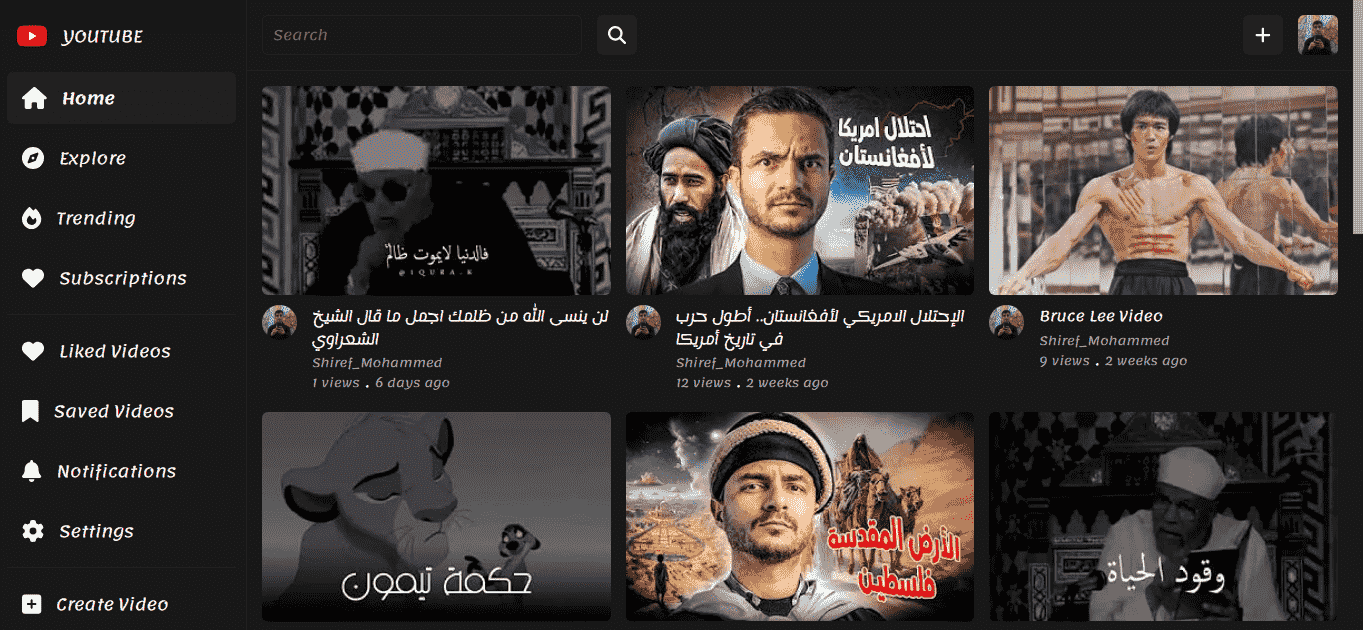 YOUTUBE
Search
Home
Explore
Trending
Subscriptions
Liked Videos
Saved Videos
Notifications
Settings
Create Video
فالدنيا لايموت ظالمٌ
@1QURA.K
لن ينسى الله من ظلمك اجمل ما قال الشيخ
الشعراوي
Shiref_Mohammed
1 views . 6 days ago
احتلال امريكا
لأفغانستان
الإحتلال الامريكي لأفغانستان.. أطول حرب
في تاريخ أمريكا
Shiref_Mohammed
12 views . 2 weeks ago
Bruce Lee Video
Shiref_Mohammed
9 views . 2 weeks ago
حكمة تيمون
الأرض المقدسة
فلسطين
وقود الحياة